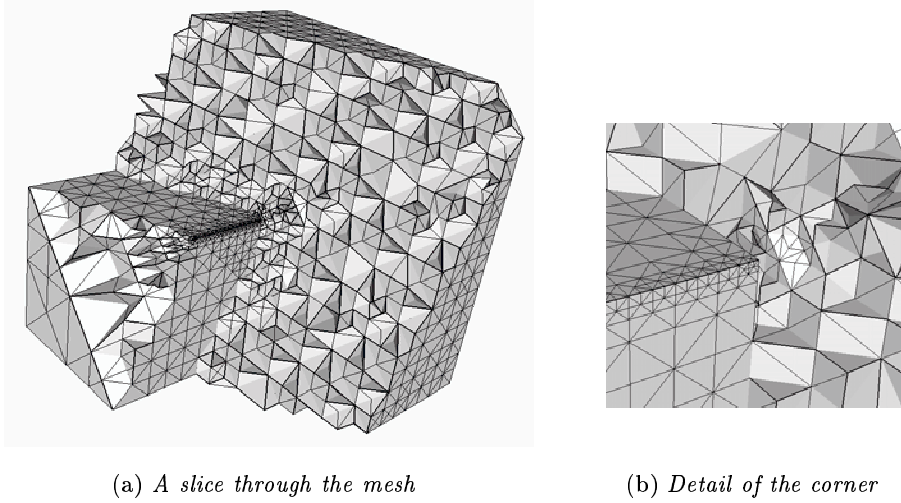 (a) A slice through the mesh
(b) Detail of the corner